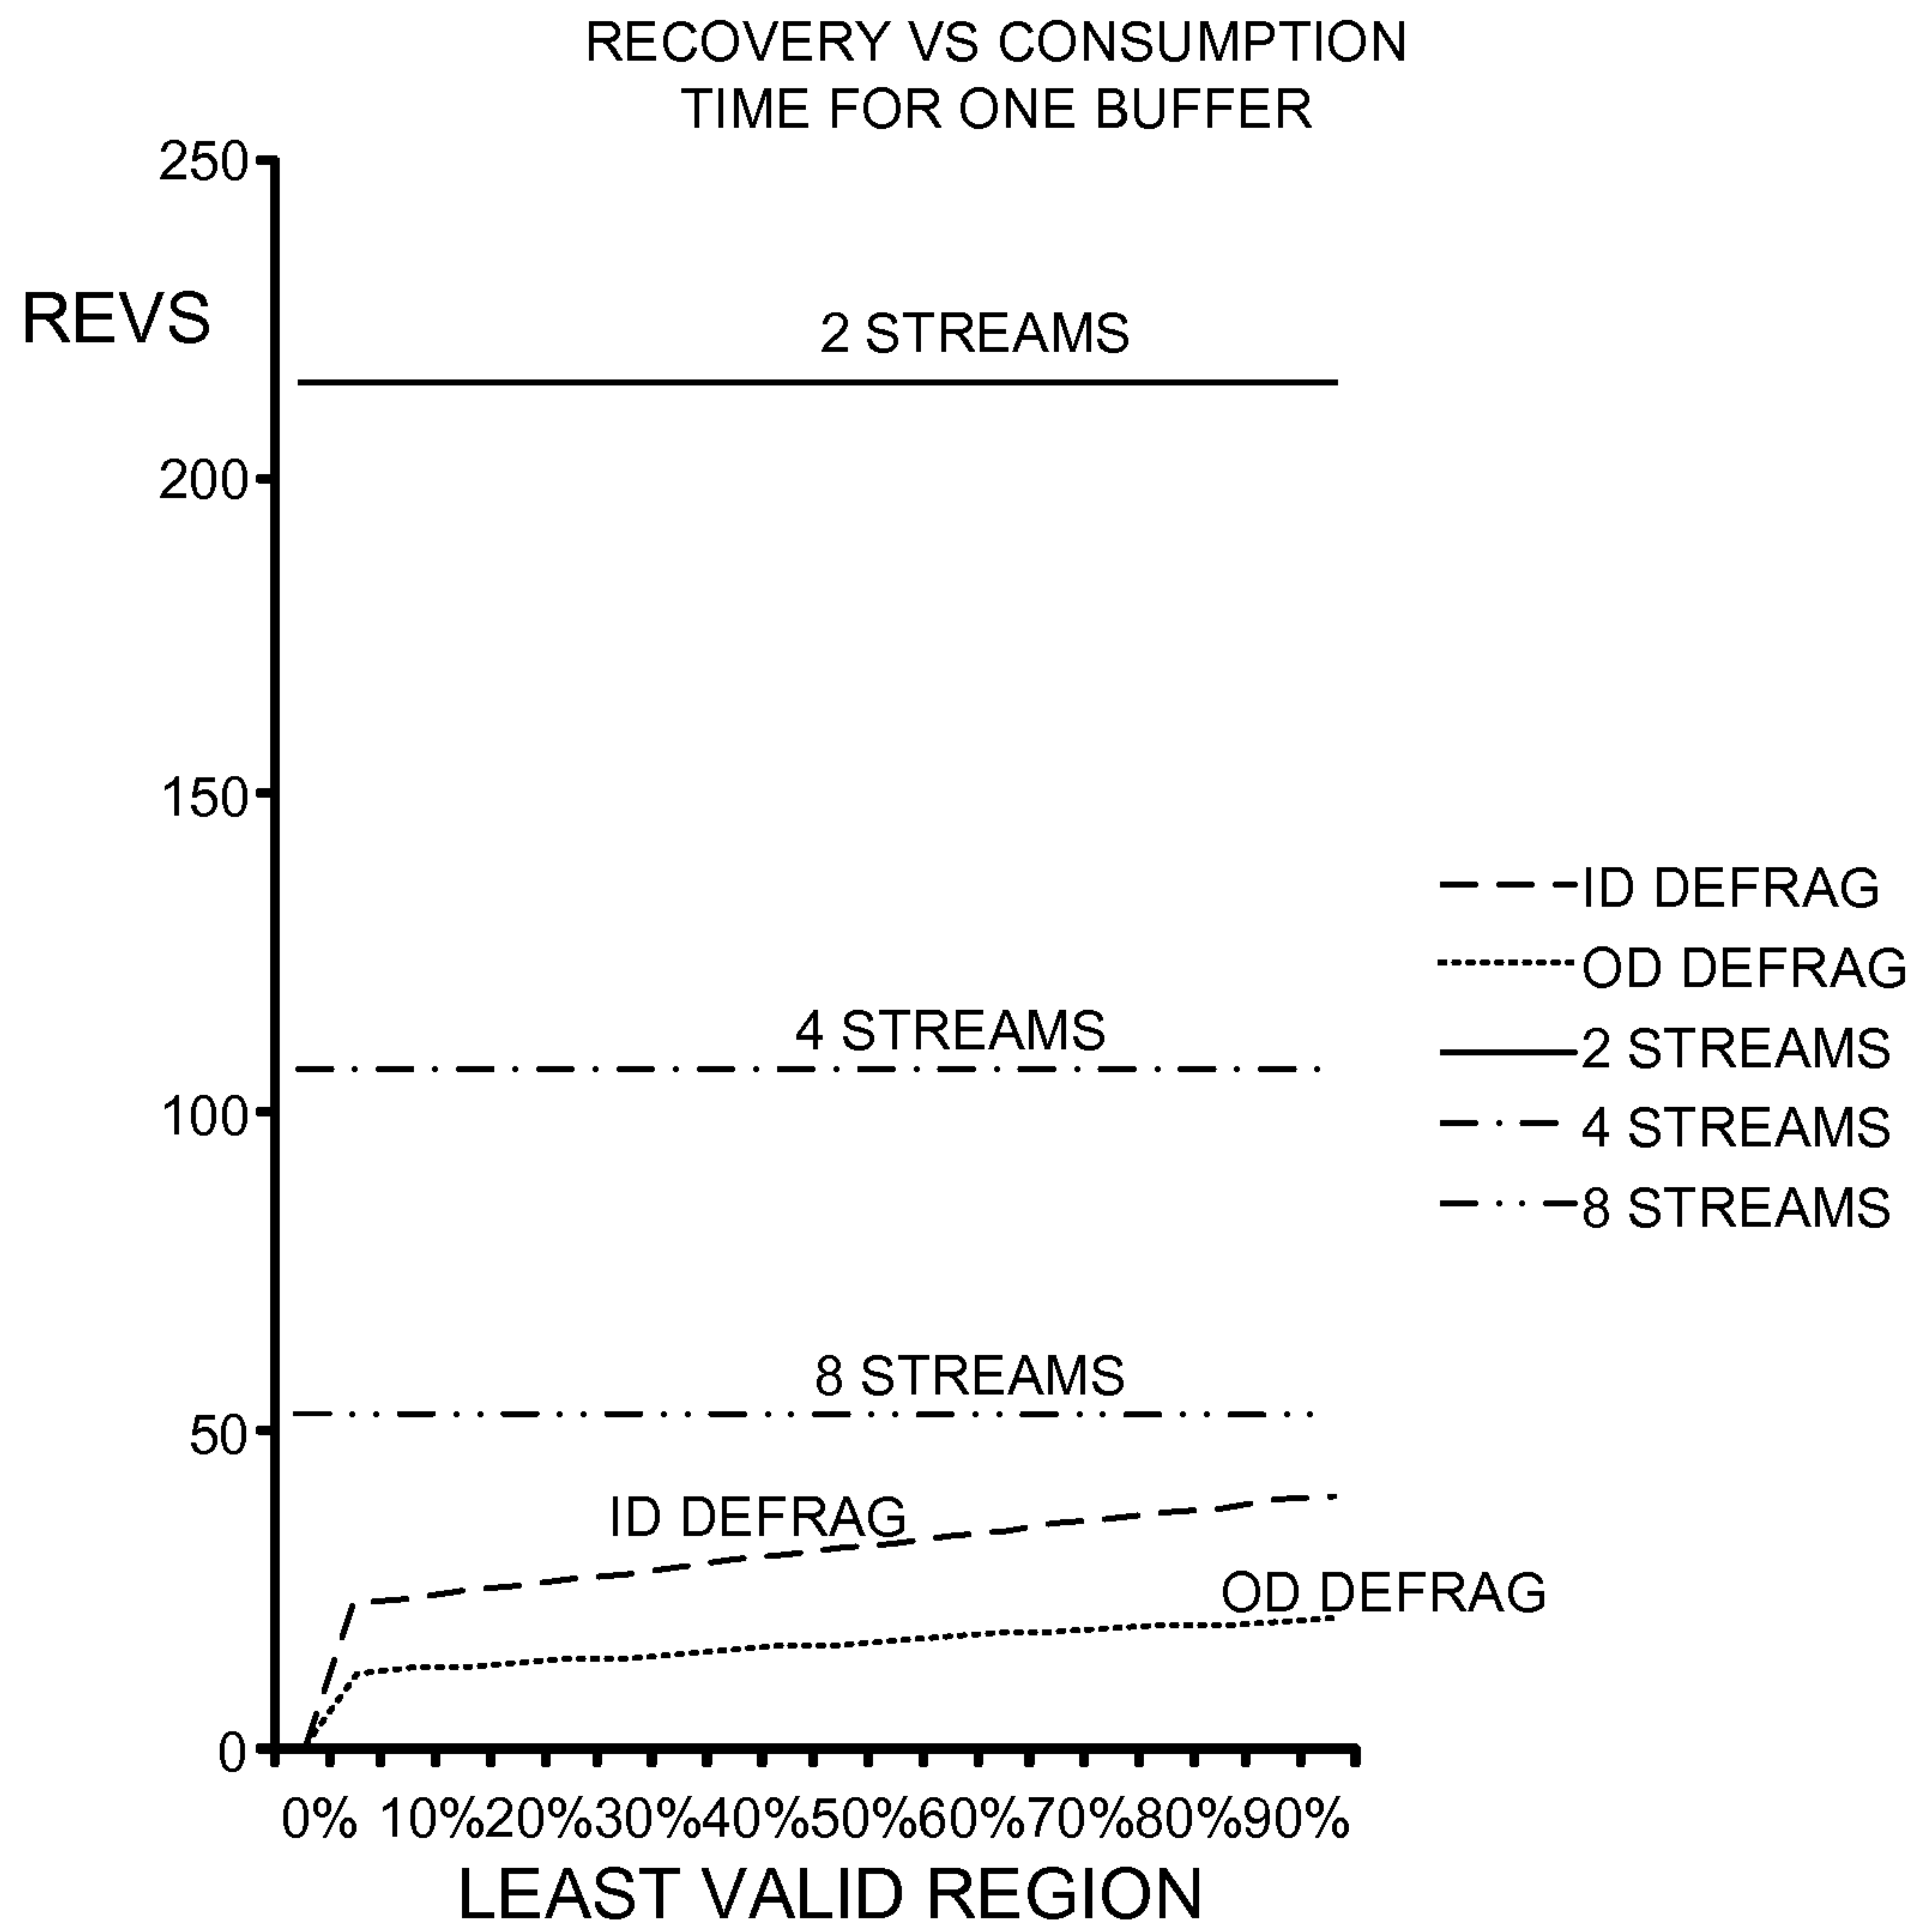 RECOVERY VS CONSUMPTION
TIME FOR ONE BUFFER
250
REVS
2 STREAMS
200
150
ID DEFRAG
OD DEFRAG
2 STREAMS
4 STREAMS
8 STREAMS
4 STREAMS
100
8 STREAMS
50
ID DEFRAG
OD DEFRAG
0
0% 10% 20% 30% 40% 50% 60% 70% 80% 90%
LEAST VALID REGION